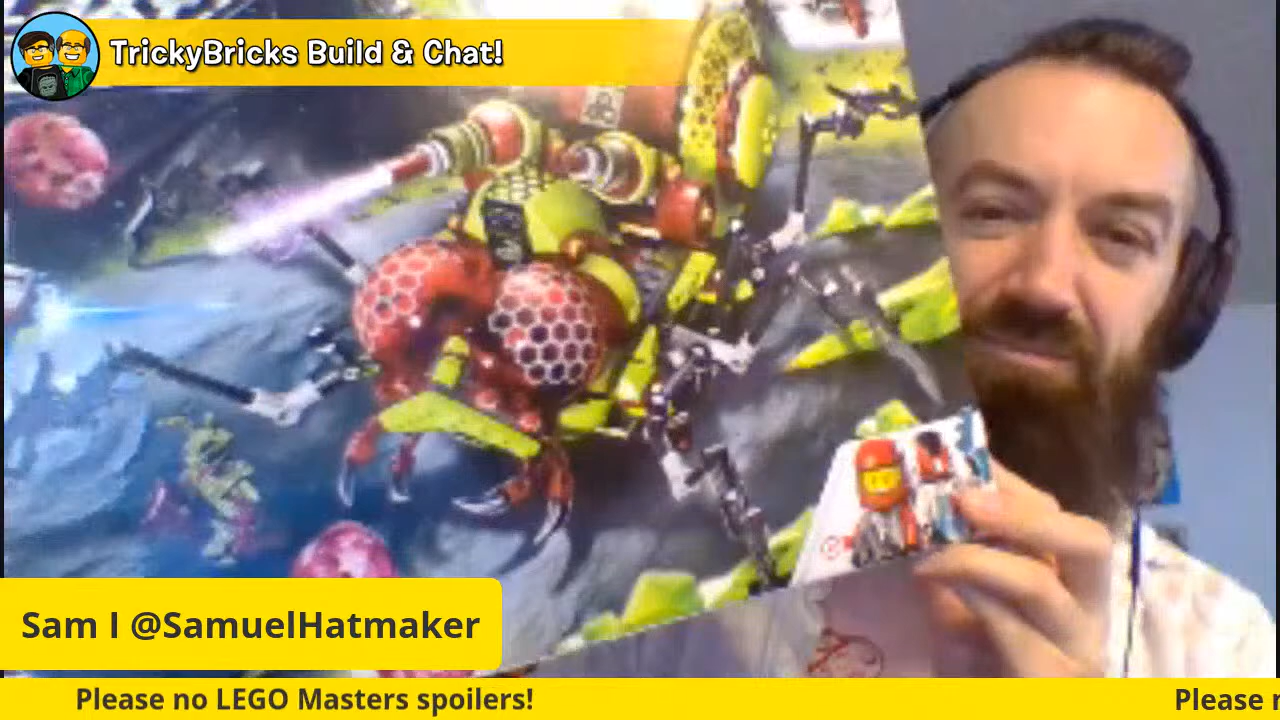 TrickyBricks Build & Chat!
Sam I @SamuelHatmaker
Please no LEGO Masters spoilers!
Please